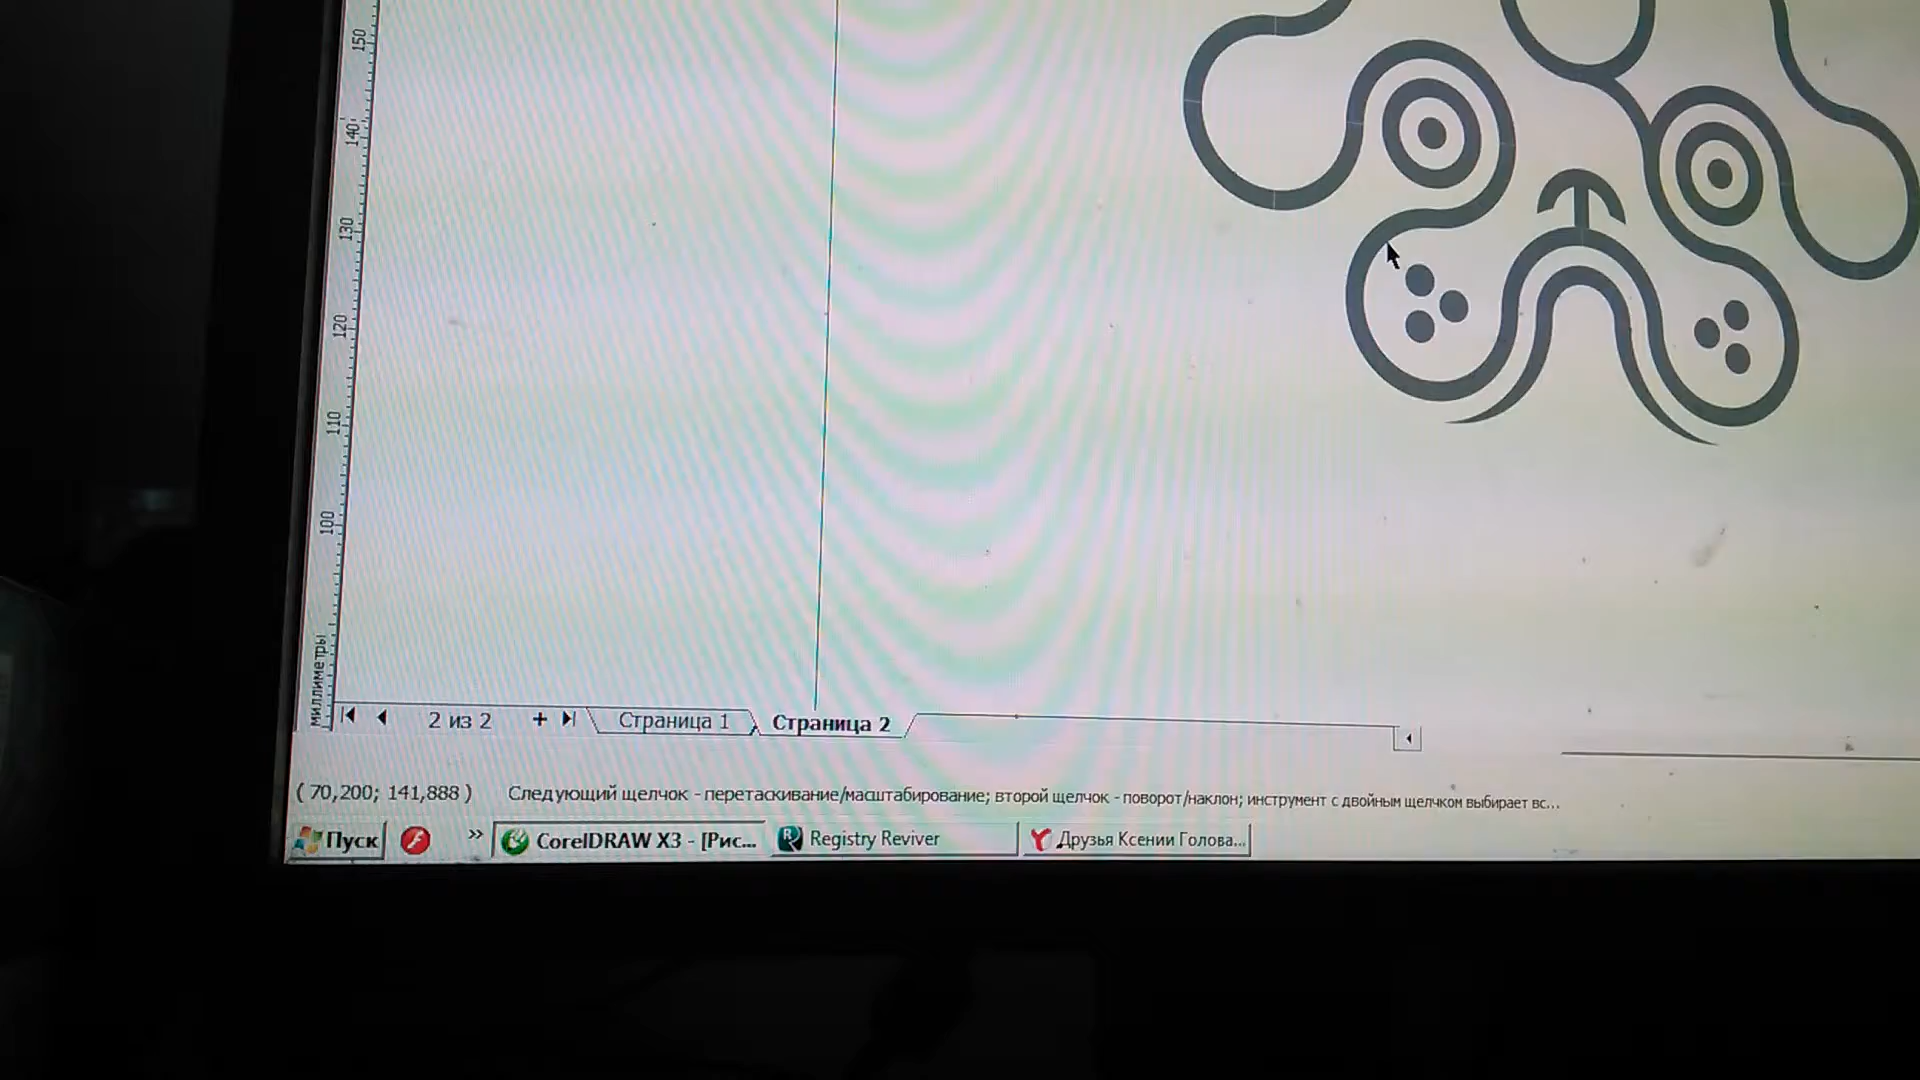 150
140
130
120
110
100
миллиметры
2 из 2
Страница 1
Страница 2
( 70,200; 141,888 )
Следующий щелчок - перетаскивание/масштабирование; второй щелчок - поворот/наклон; инструмент с двойным щелчком выбирает вс...
Пуск
»
CorelDRAW X3 - [Рис...
Registry Reviver
Друзья Ксении Голова...